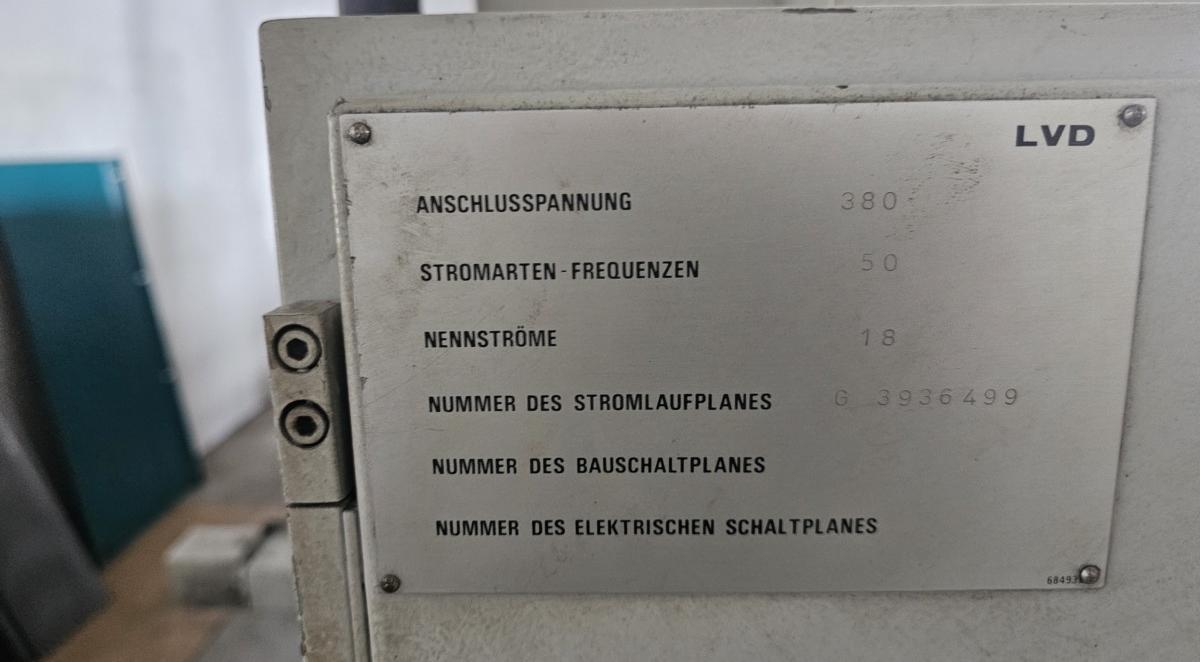 LVD
ANSCHLUSSPANNUNG 380
STROMARTEN-FREQUENZEN 50
NENNSTRÖME 18
NUMMER DES STROMLAUFPLANES G 3936499
NUMMER DES BAUSCHALTPLANES
NUMMER DES ELEKTRISCHEN SCHALTPLANES